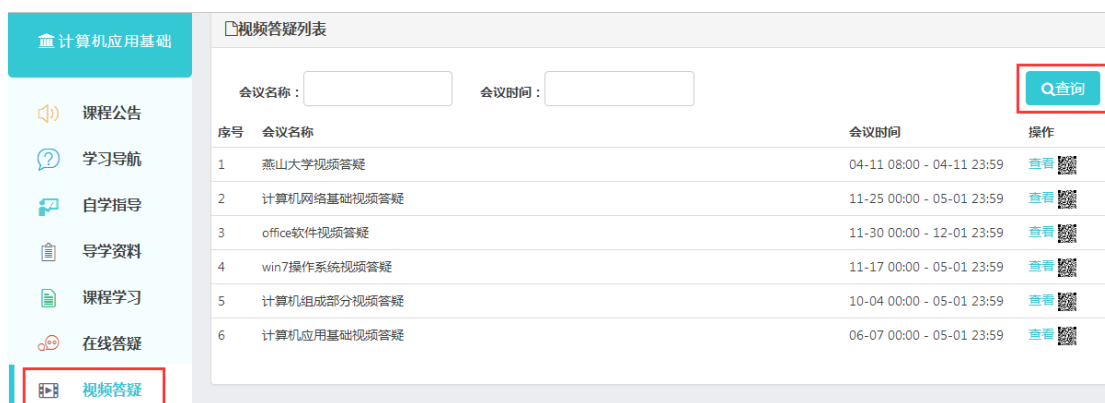 计算机应用基础
课程公告
学习导航
自学指导
导学资料
课程学习
在线答疑
视频答疑
视频答疑列表
会议名称： 会议时间： 查询
序号 会议名称 会议时间 操作
1 燕山大学视频答疑 04-11 08:00 - 04-11 23:59 查看
2 计算机网络基础视频答疑 11-25 00:00 - 05-01 23:59 查看
3 office软件视频答疑 11-30 00:00 - 12-01 23:59 查看
4 win7操作系统视频答疑 11-17 00:00 - 05-01 23:59 查看
5 计算机组成部分视频答疑 10-04 00:00 - 05-01 23:59 查看
6 计算机应用基础视频答疑 06-07 00:00 - 05-01 23:59 查看